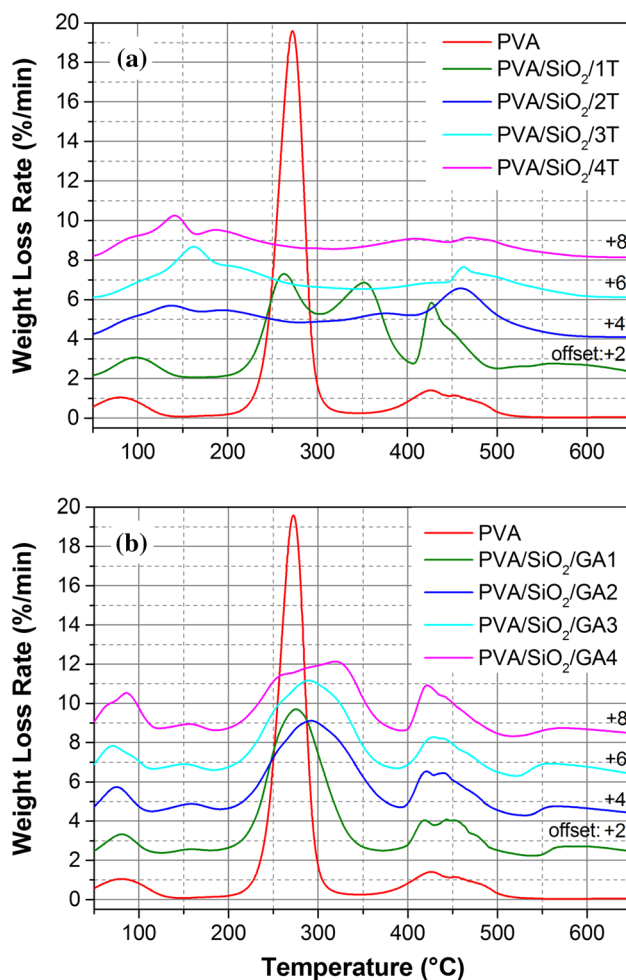 (a)
Weight Loss Rate (%/min)
20
18
16
14
12
10
8
6
4
2
0
PVA
PVA/SiO₂/1T
PVA/SiO₂/2T
PVA/SiO₂/3T
PVA/SiO₂/4T
+8
+6
+4
offset:+2
100 200 300 400 500 600
(b)
Weight Loss Rate (%/min)
20
18
16
14
12
10
8
6
4
2
0
PVA
PVA/SiO₂/GA1
PVA/SiO₂/GA2
PVA/SiO₂/GA3
PVA/SiO₂/GA4
+8
+6
+4
offset: +2
100 200 300 400 500 600
Temperature (°C)